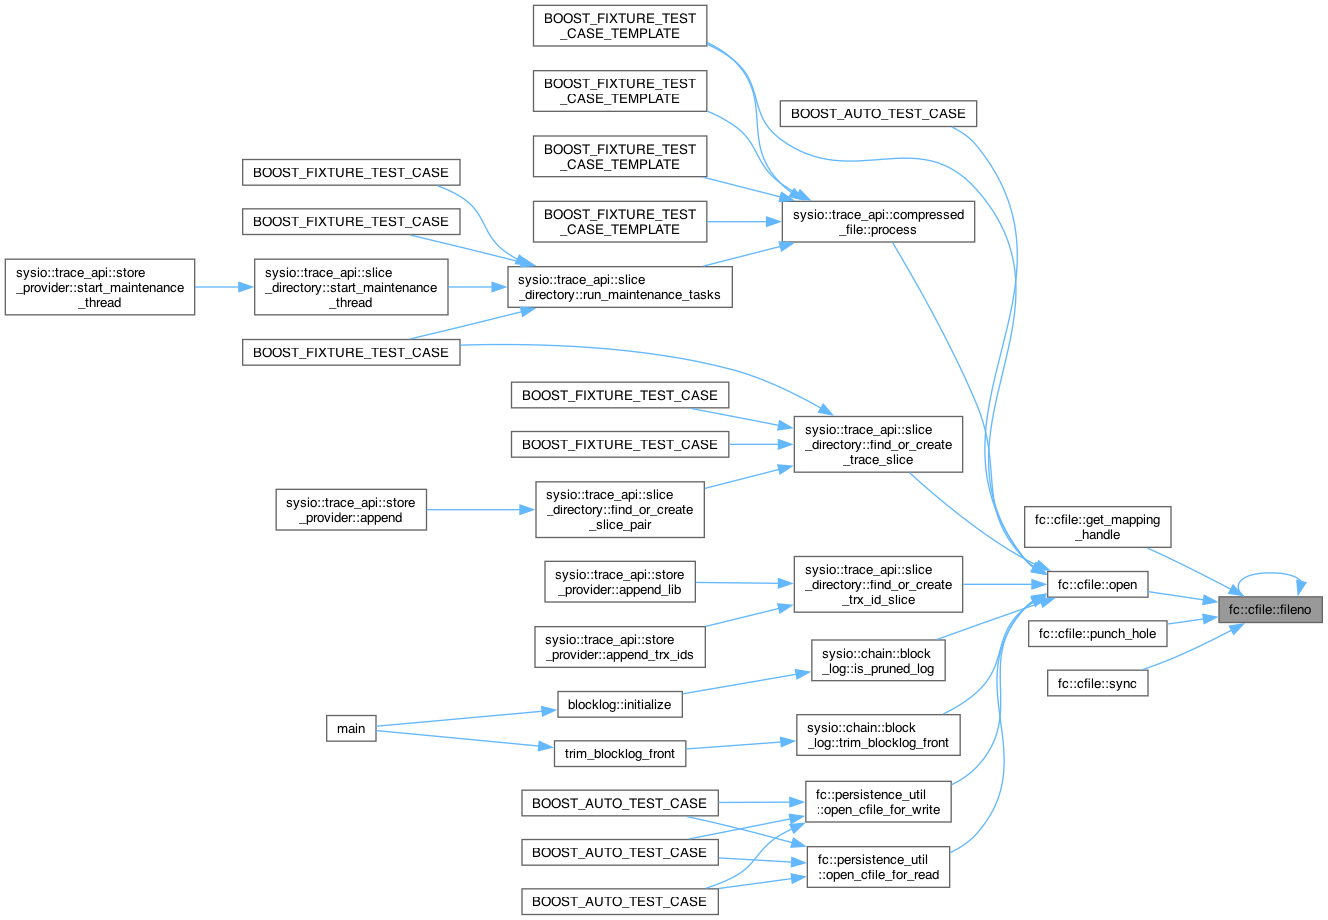 BOOST_FIXTURE_TEST
_CASE_TEMPLATE
BOOST_FIXTURE_TEST
_CASE_TEMPLATE
BOOST_AUTO_TEST_CASE
BOOST_FIXTURE_TEST
_CASE_TEMPLATE
BOOST_FIXTURE_TEST_CASE
BOOST_FIXTURE_TEST
_CASE_TEMPLATE
sysio::trace_api::compressed
_file::process
BOOST_FIXTURE_TEST_CASE
sysio::trace_api::store
_provider::start_maintenance
_thread
sysio::trace_api::slice
_directory::start_maintenance
_thread
sysio::trace_api::slice
_directory::run_maintenance_tasks
BOOST_FIXTURE_TEST_CASE
BOOST_FIXTURE_TEST_CASE
sysio::trace_api::slice
_directory::find_or_create
_trace_slice
BOOST_FIXTURE_TEST_CASE
sysio::trace_api::store
_provider::append
sysio::trace_api::slice
_directory::find_or_create
_slice_pair
fc::cfile::get_mapping
_handle
sysio::trace_api::store
_provider::append_lib
sysio::trace_api::slice
_directory::find_or_create
_trx_id_slice
fc::cfile::open
fc::cfile::fileno
sysio::trace_api::store
_provider::append_trx_ids
fc::cfile::punch_hole
sysio::chain::block
_log::is_pruned_log
fc::cfile::sync
blocklog::initialize
main
sysio::chain::block
_log::trim_blocklog_front
trim_blocklog_front
BOOST_AUTO_TEST_CASE
fc::persistence_util
::open_cfile_for_write
BOOST_AUTO_TEST_CASE
fc::persistence_util
::open_cfile_for_read
BOOST_AUTO_TEST_CASE